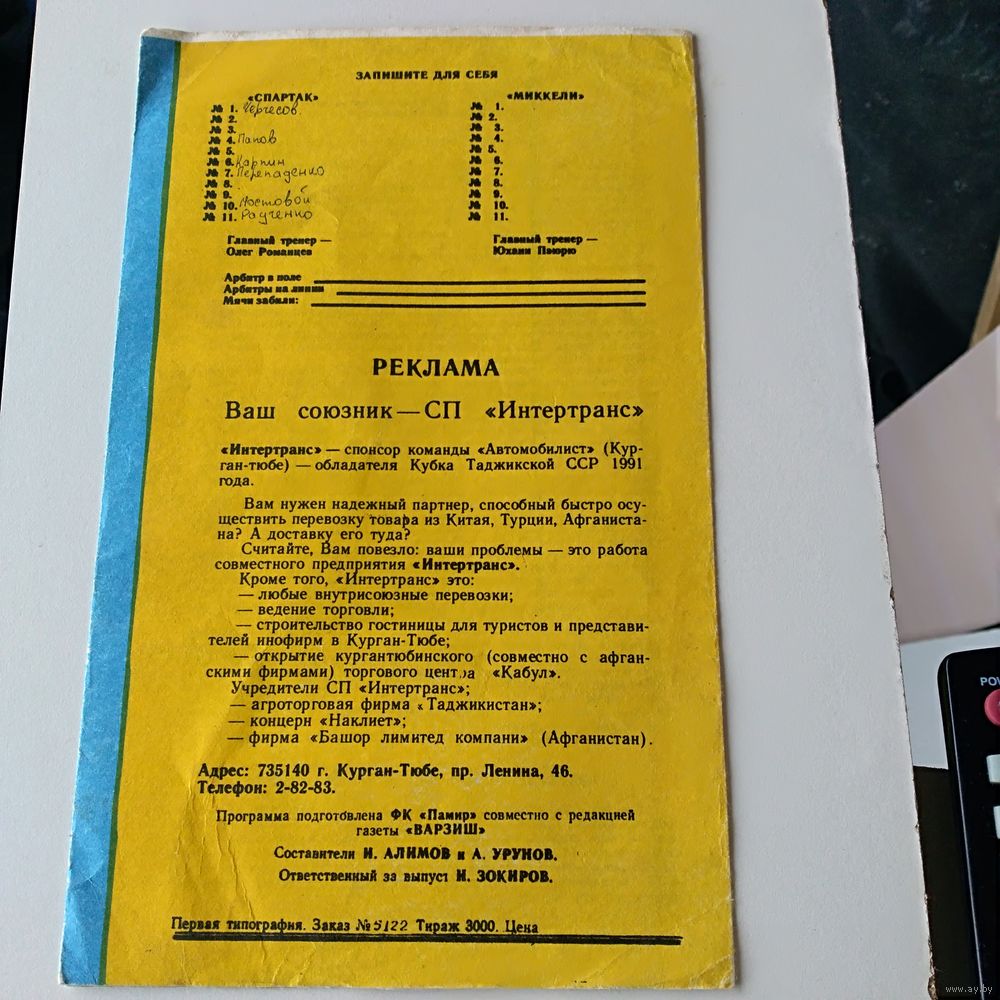 ЗАПИШИТЕ ДЛЯ СЕБЯ
«СПАРТАК»
№ 1. Черчесов
№ 2.
№ 3.
№ 4. Попов
№ 5.
№ 6. Карпин
№ 7. Перепаденко
№ 8.
№ 9.
№ 10. Мостовой
№ 11. Радченко
Главный тренер —
Олег Романцев
«МИККЕЛИ»
№ 1.
№ 2.
№ 3.
№ 4.
№ 5.
№ 6.
№ 7.
№ 8.
№ 9.
№ 10.
№ 11.
Главный тренер —
Юхани Пиюрю
Арбитр в поле
Арбитры на линии
Мячи забили:
РЕКЛАМА
Ваш союзник — СП «Интертранс»
«Интертранс» — спонсор команды «Автомобилист» (Кур-
ган-тюбе) — обладателя Кубка Таджикской ССР 1991
года.
Вам нужен надежный партнер, способный быстро осу-
ществить перевозку товара из Китая, Турции, Афганиста-
на? А доставку его туда?
Считайте, Вам повезло: ваши проблемы — это работа
совместного предприятия «Интертранс».
Кроме того, «Интертранс» это:
— любые внутрисоюзные перевозки;
— ведение торговли;
— строительство гостиницы для туристов и представи-
телей инофирм в Курган-Тюбе;
— открытие кургантюбинского (совместно с афган-
скими фирмами) торгового центра «Кабул».
Учредители СП «Интертранс»;
— агроторговая фирма «Таджикистан»;
— концерн «Наклиет»;
— фирма «Башор лимитед компани» (Афганистан).
Адрес: 735140 г. Курган-Тюбе, пр. Ленина, 46.
Телефон: 2-82-83.
Программа подготовлена ФК «Памир» совместно с редакцией
газеты «ВАРЗИШ»
Составители И. АЛИМОВ и А. УРУНОВ.
Ответственный за выпуск И. ЗОКИРОВ.
Первая типография. Заказ № 5122 Тираж 3000. Цена
www.ay.by